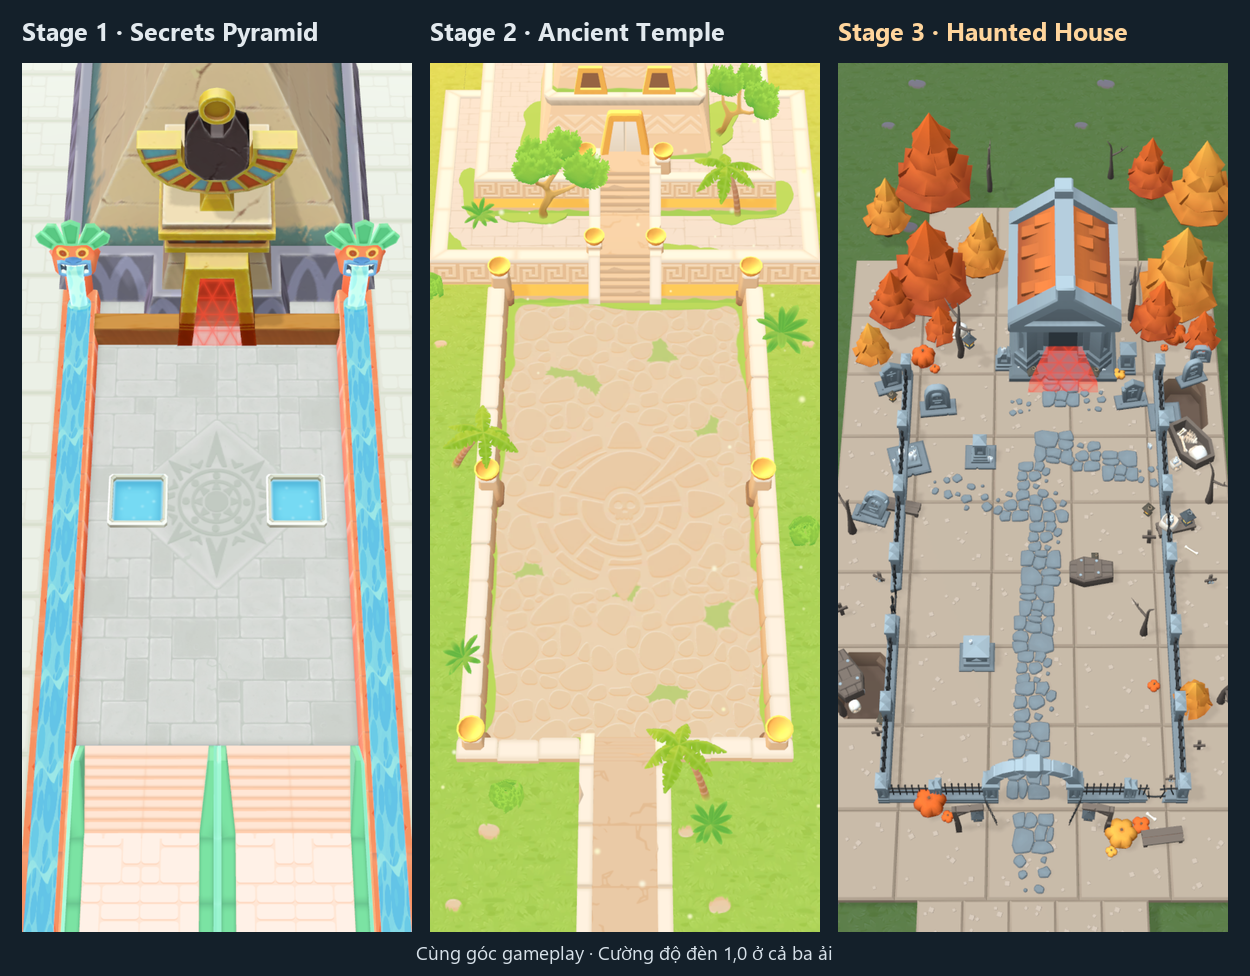 Stage 1 · Secrets Pyramid
Stage 2 · Ancient Temple
Stage 3 · Haunted House
Cùng góc gameplay · Cường độ đèn 1,0 ở cả ba ải